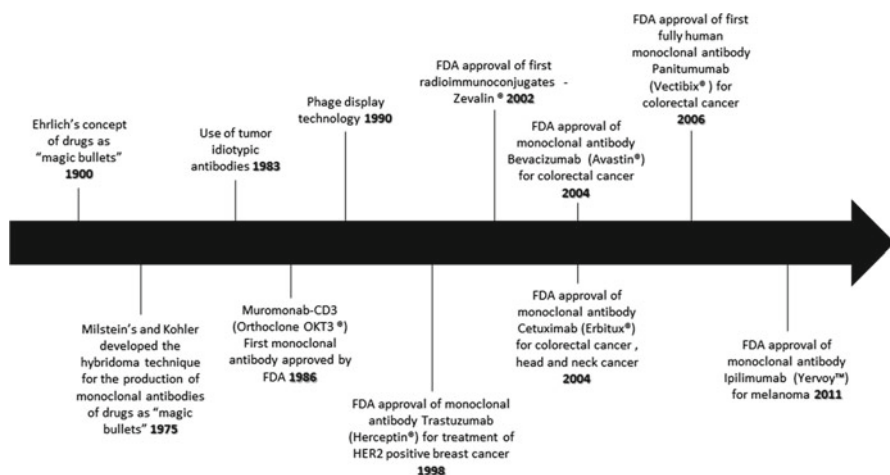 Ehrlich's concept
of drugs as
"magic bullets"
1900
Use of tumor
idiotypic
antibodies 1983
Phage display
technology 1990
FDA approval of first
radioimmunoconjugates -
Zevalin ® 2002
FDA approval of
monoclonal antibody
Bevacizumab (Avastin®)
for colorectal cancer
2004
FDA approval of first
fully human
monoclonal antibody
Panitumumab
(Vectibix® ) for
colorectal cancer
2006
Milstein's and Kohler
developed the
hybridoma technique
for the production of
monoclonal antibodies
of drugs as "magic
bullets" 1975
Muromonab-CD3
(Orthoclone OKT3 ®)
First monoclonal
antibody approved by
FDA 1986
FDA approval of monoclonal
antibody Trastuzumab
(Herceptin®) for treatment of
HER2 positive breast cancer
1998
FDA approval of
monoclonal antibody
Cetuximab (Erbitux®)
for colorectal cancer ,
head and neck cancer
2004
FDA approval of
monoclonal antibody
Ipilimumab (Yervoy™)
for melanoma 2011